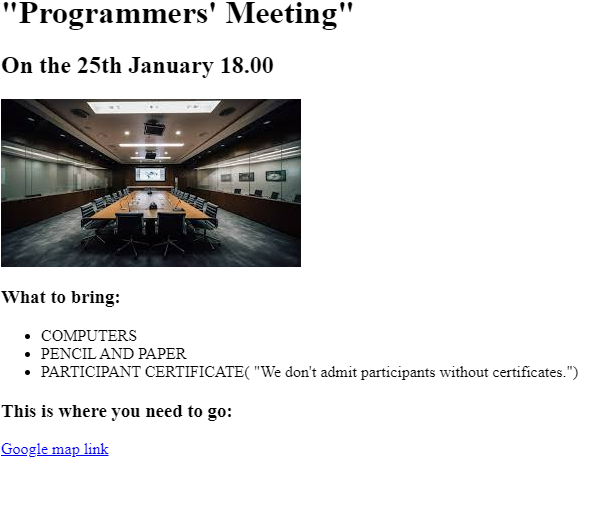 "Programmers' Meeting"
On the 25th January 18.00
What to bring:
COMPUTERS
PENCIL AND PAPER
PARTICIPANT CERTIFICATE( "We don't admit participants without certificates.")
This is where you need to go:
Google map link